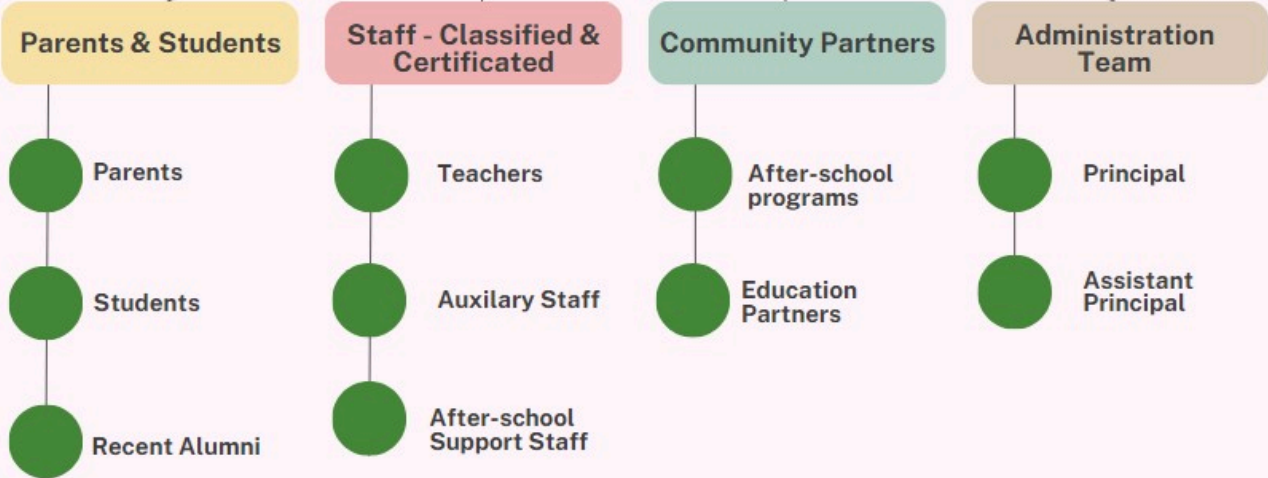 Parents & Students
Staff - Classified &
Certificated
Community Partners
Administration
Team
Parents
Teachers
After-school
programs
Principal
Students
Auxilary Staff
Education
Partners
Assistant
Principal
Recent Alumni
After-school
Support Staff